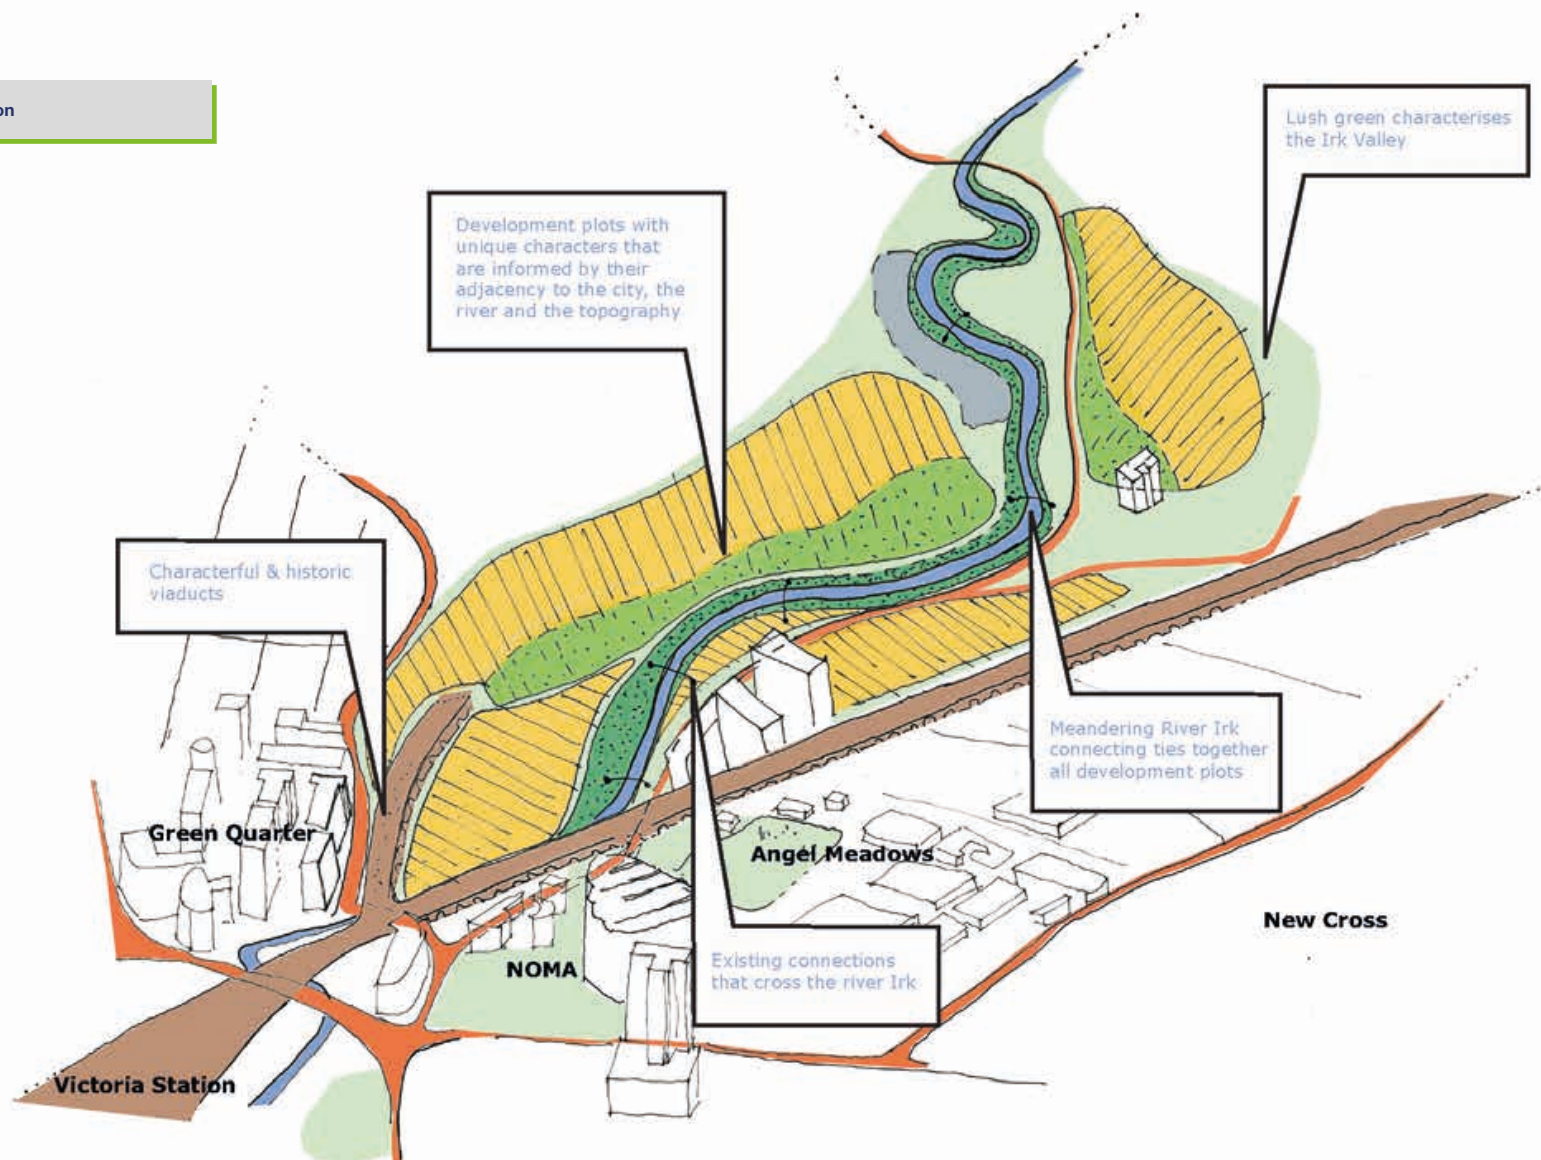 on
Lush green characterises
the Irk Valley
Development plots with
unique characters that
are informed by their
adjacency to the city, the
river and the topography
Characterful & historic
viaducts
Meandering River Irk
connecting ties together
all development plots
Green Quarter
Angel Meadows
New Cross
Existing connections
that cross the river Irk
NOMA
Victoria Station